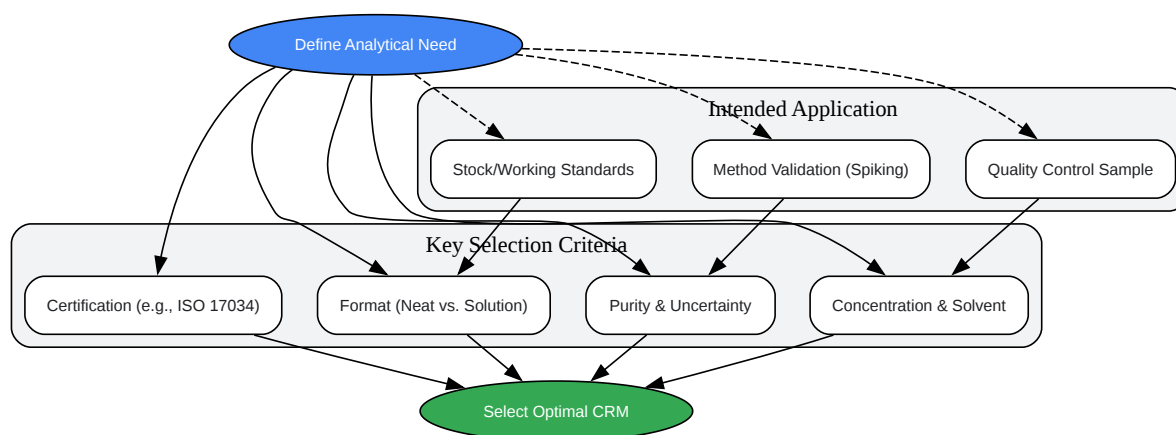 Define Analytical Need
Intended Application
Stock/Working Standards
Method Validation (Spiking)
Quality Control Sample
Key Selection Criteria
Certification (e.g., ISO 17034)
Format (Neat vs. Solution)
Purity & Uncertainty
Concentration & Solvent
Select Optimal CRM